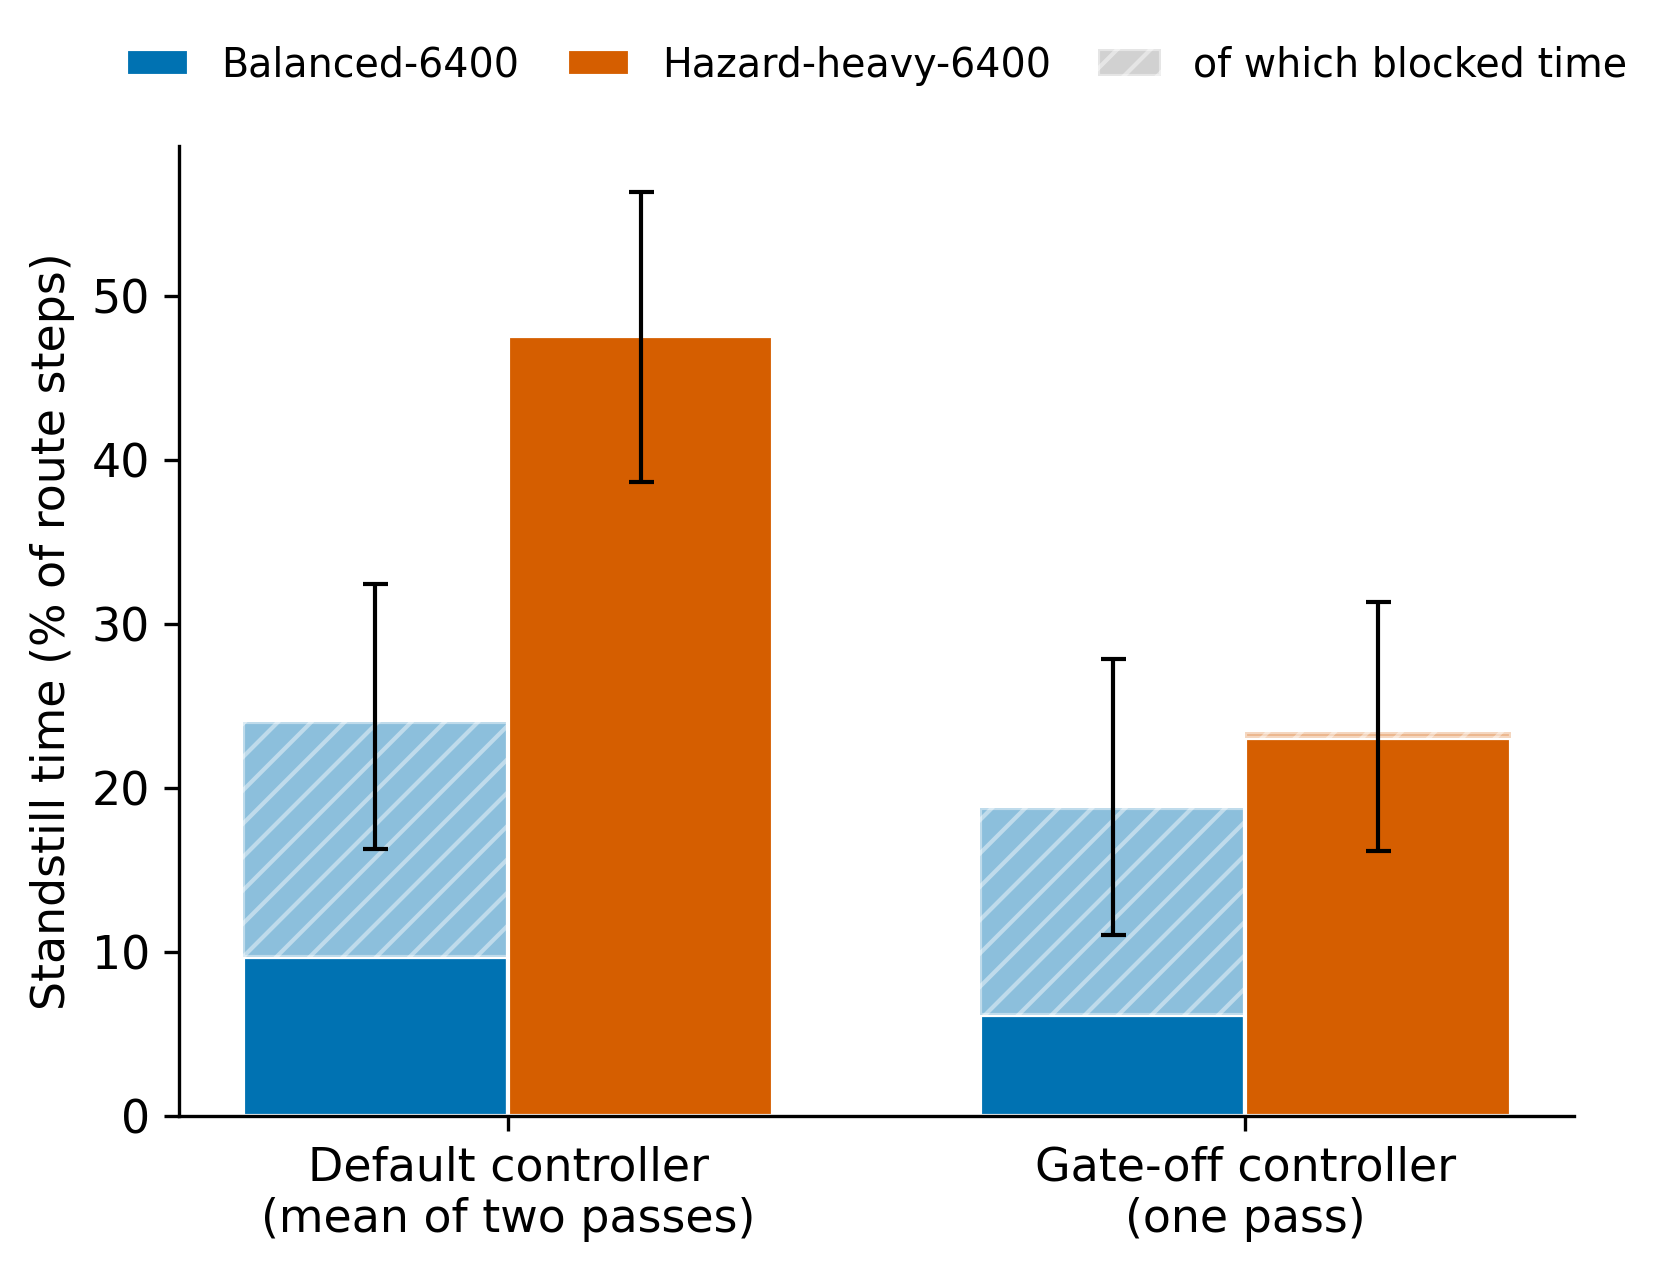 Balanced-6400 Hazard-heavy-6400 of which blocked time
Standstill time (% of route steps)
50
40
30
20
10
0
Default controller
(mean of two passes)
Gate-off controller
(one pass)